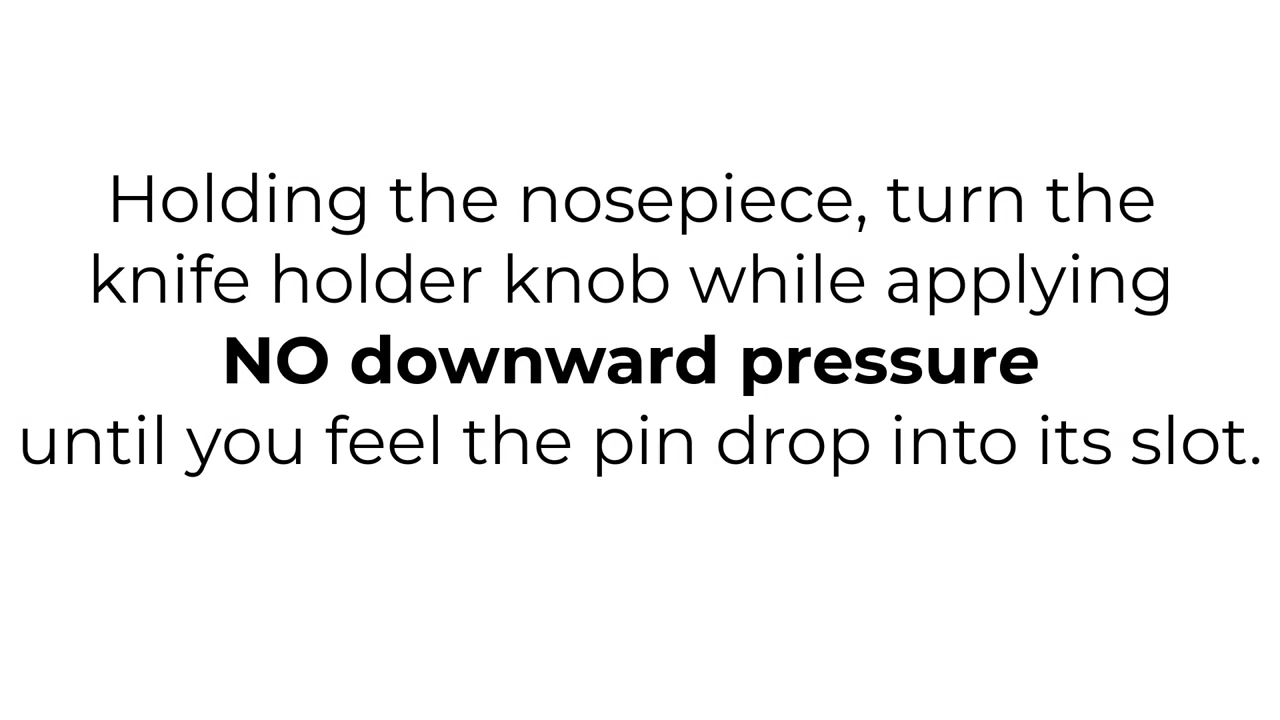 Holding the nosepiece, turn the
knife holder knob while applying
NO downward pressure
until you feel the pin drop into its slot.